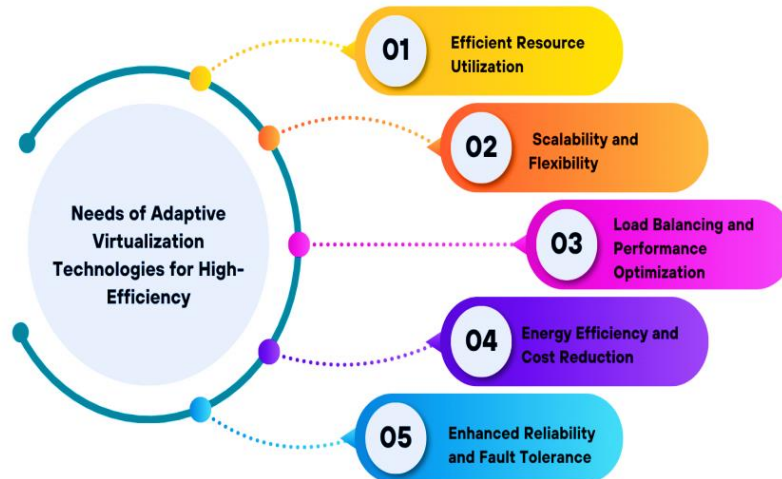 Needs of Adaptive
Virtualization
Technologies for High-
Efficiency
01
Efficient Resource
Utilization
02
Scalability and
Flexibility
03
Load Balancing and
Performance
Optimization
04
Energy Efficiency and
Cost Reduction
05
Enhanced Reliability
and Fault Tolerance